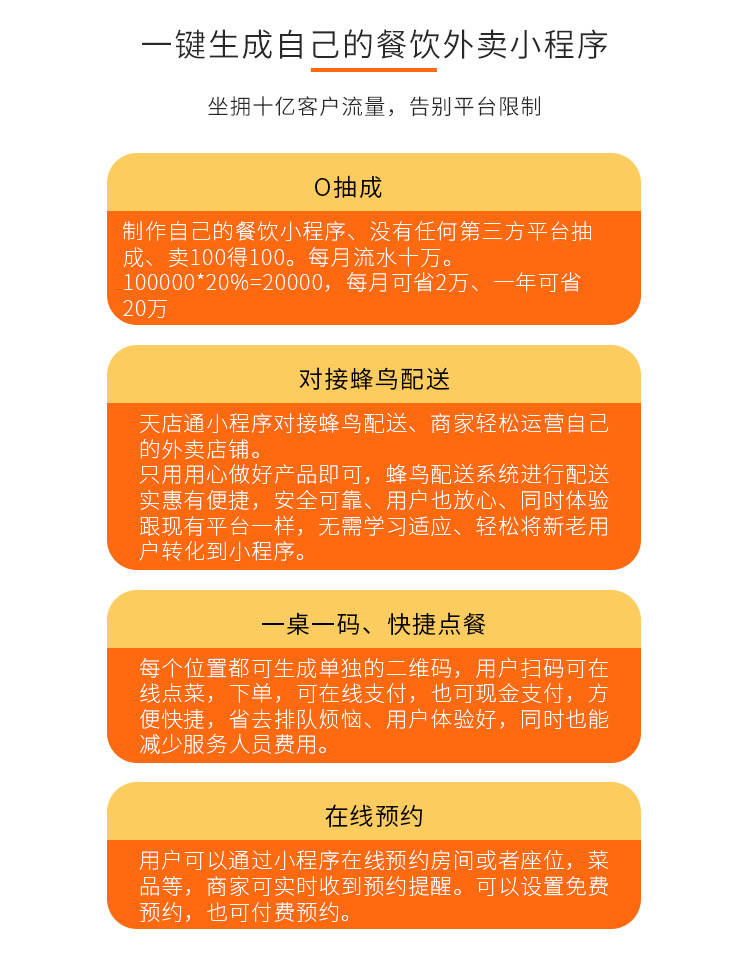 一键生成自己的餐饮外卖小程序
坐拥十亿客户流量，告别平台限制
O抽成
制作自己的餐饮小程序、没有任何第三方平台抽
成、卖100得100。每月流水十万。
100000*20%=20000，每月可省2万、一年可省
20万
对接蜂鸟配送
天店通小程序对接蜂鸟配送、商家轻松运营自己
的外卖店铺。
只用用心做好产品即可，蜂鸟配送系统进行配送
实惠有便捷，安全可靠、用户也放心、同时体验
跟现有平台一样，无需学习适应、轻松将新老用
户转化到小程序。
一桌一码、快捷点餐
每个位置都可生成单独的二维码，用户扫码可在
线点菜，下单，可在线支付，也可现金支付，方
便快捷，省去排队烦恼、用户体验好，同时也能
减少服务人员费用。
在线预约
用户可以通过小程序在线预约房间或者座位，菜
品等，商家可实时收到预约提醒。可以设置免费
预约，也可付费预约。